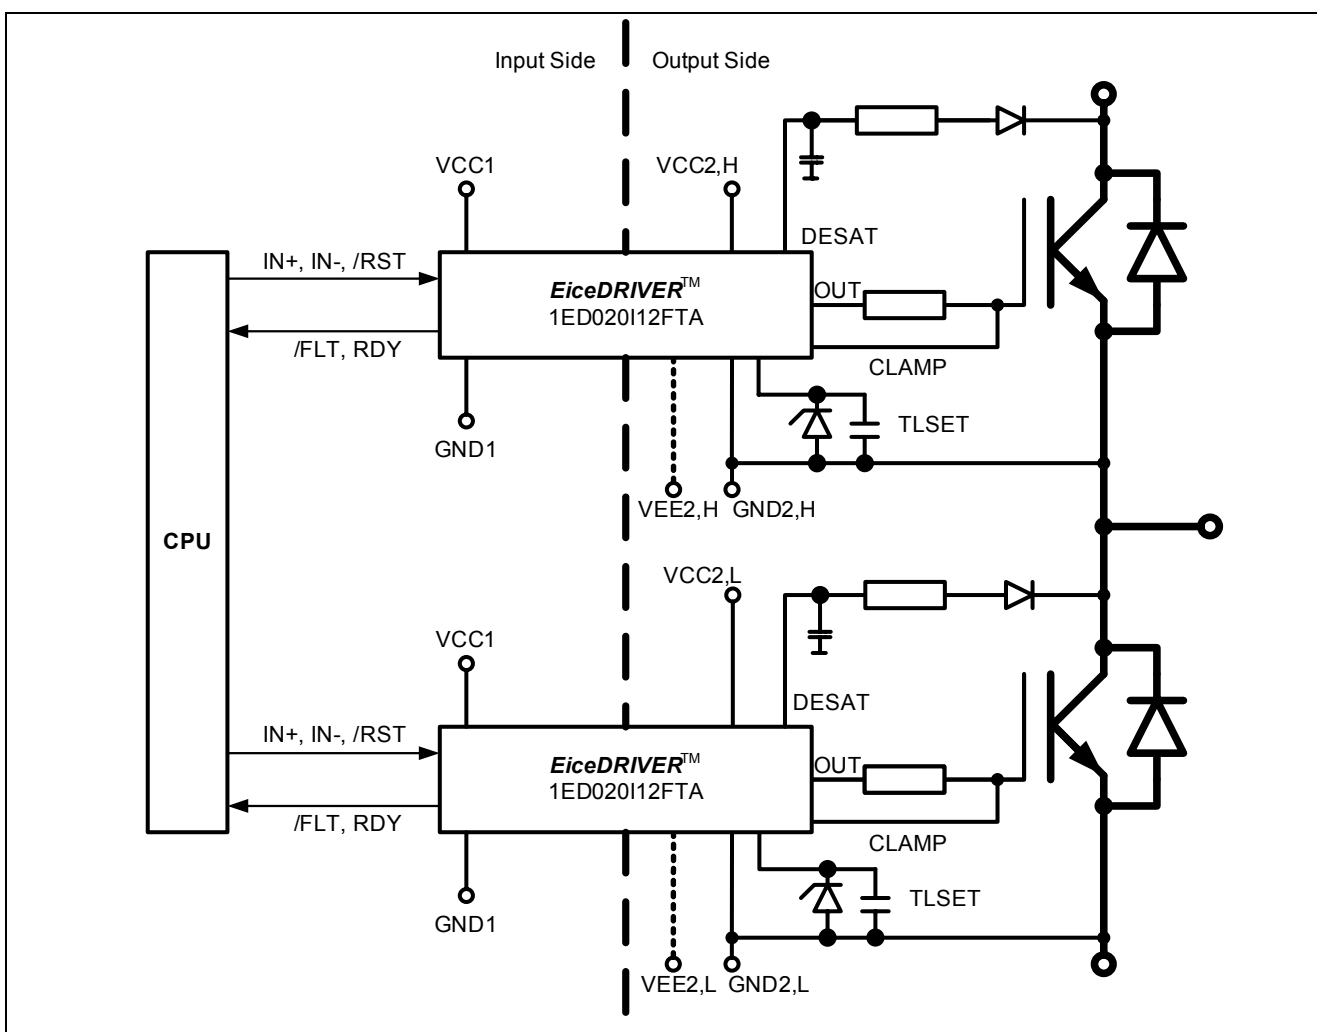 Input Side
Output Side
VCC1
VCC2,H
DESAT
IN+, IN-, /RST
EiceDRIVER™
1ED020I12FTA
OUT
/FLT, RDY
CLAMP
TLSET
GND1
VEE2,H
GND2,H
CPU
VCC2,L
VCC1
DESAT
IN+, IN-, /RST
EiceDRIVER™
1ED020I12FTA
OUT
/FLT, RDY
CLAMP
TLSET
GND1
VEE2,L
GND2,L